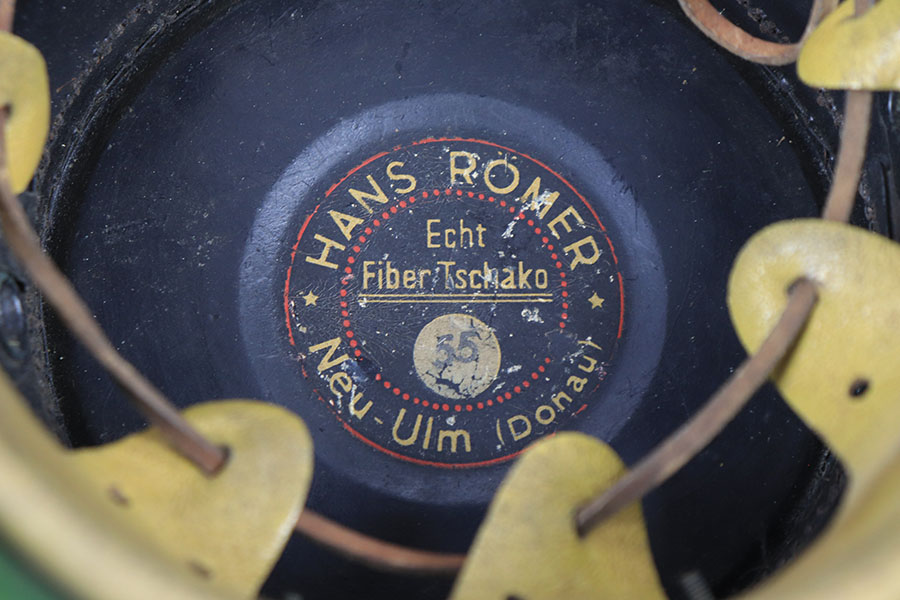 HANS RÖMER
Echt
Fiber-Tschako
35
Neu-Ulm (Donau)